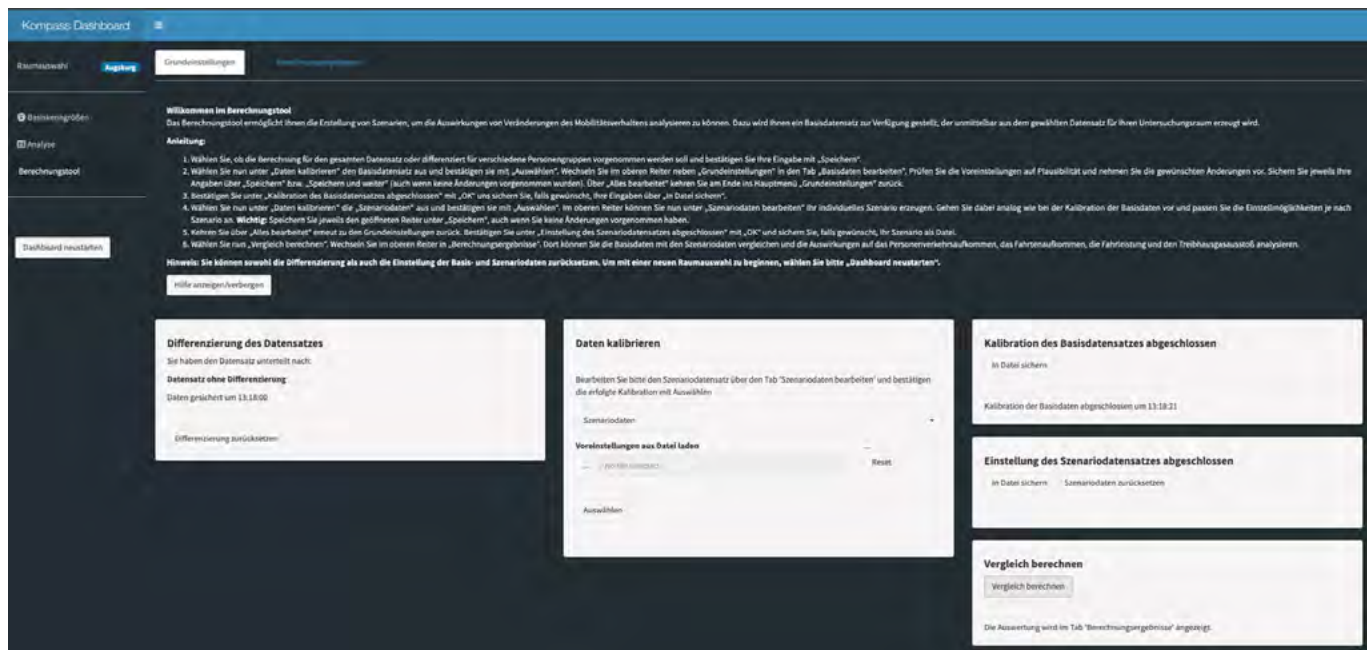 Kompass Dashboard
Raumauswahl
Augsburg
Basiskenngrößen
Analyse
Berechnungstool
Dashboard neustarten
Grundeinstellungen
Berechnungsergebnisse
Willkommen im Berechnungstool
Das Berechnungstool ermöglicht Ihnen die Erstellung von Szenarien, um die Auswirkungen von Veränderungen des Mobilitätsverhaltens analysieren zu können. Dazu wird Ihnen ein Basisdatensatz zur Verfügung gestellt, der unmittelbar aus dem gewählten Datensatz für Ihren Untersuchungsraum erzeugt wird.
Anleitung:
1. Wählen Sie, ob die Berechnung für den gesamten Datensatz oder differenziert für verschiedene Personengruppen vorgenommen werden soll und bestätigen Sie Ihre Eingabe mit „Speichern“.
2. Wählen Sie nun unter „Daten kalibrieren“ den Basisdatensatz aus und bestätigen sie mit „Auswählen“. Wechseln Sie im oberen Reiter neben „Grundeinstellungen“ in den Tab „Basisdaten bearbeiten“. Prüfen Sie die Voreinstellungen auf Plausibilität und nehmen Sie die gewünschten Änderungen vor. Sichern Sie jeweils Ihre
Angaben über „Speichern“ bzw. „Speichern und weiter“ (auch wenn keine Änderungen vorgenommen wurden). Über „Alles bearbeitet“ kehren Sie am Ende ins Hauptmenü „Grundeinstellungen“ zurück.
3. Bestätigen Sie unter „Kalibration des Basisdatensatzes abgeschlossen“ mit „OK“ uns sichern Sie, falls gewünscht, Ihre Eingaben über „In Datei sichern“.
4. Wählen Sie nun unter „Daten kalibrieren“ die „Szenariodaten“ aus und bestätigen sie mit „Auswählen“. Im oberen Reiter können Sie nun unter „Szenariodaten bearbeiten“ Ihr individuelles Szenario erzeugen. Gehen Sie dabei analog wie bei der Kalibration der Basisdaten vor und passen Sie die Einstellmöglichkeiten je nach
Szenario an. Wichtig: Speichern Sie jeweils den geöffneten Reiter unter „Speichern“, auch wenn Sie keine Änderungen vorgenommen haben.
5. Kehren Sie über „Alles bearbeitet“ erneut zu den Grundeinstellungen zurück. Bestätigen Sie unter „Einstellung des Szenariodatensatzes abgeschlossen“ mit „OK“ und sichern Sie, falls gewünscht, Ihr Szenario als Datei.
6. Wählen Sie nun „Vergleich berechnen“. Wechseln Sie im oberen Reiter in „Berechnungsergebnisse“. Dort können Sie die Basisdaten mit den Szenariodaten vergleichen und die Auswirkungen auf das Personenverkehrsaufkommen, das Fahrtenaufkommen, die Fahrleistung und den Treibhausgasausstoß analysieren.
Hinweis: Sie können sowohl die Differenzierung als auch die Einstellung der Basis- und Szenariodaten zurücksetzen. Um mit einer neuen Raumauswahl zu beginnen, wählen Sie bitte „Dashboard neustarten“.
Hilfe anzeigen/verbergen
Differenzierung des Datensatzes
Sie haben den Datensatz unterteilt nach:
Datensatz ohne Differenzierung
Daten gesichert um 13:18:00
Differenzierung zurücksetzen
Daten kalibrieren
Bearbeiten Sie bitte den Szenariodatensatz über den Tab 'Szenariodaten bearbeiten' und bestätigen
die erfolgte Kalibration mit Auswählen
Szenariodaten
Voreinstellungen aus Datei laden
...
... No file selected
Reset
Auswählen
Kalibration des Basisdatensatzes abgeschlossen
In Datei sichern
Kalibration der Basisdaten abgeschlossen um 13:18:21
Einstellung des Szenariodatensatzes abgeschlossen
In Datei sichern Szenariodaten zurücksetzen
Vergleich berechnen
Vergleich berechnen
Die Auswertung wird im Tab 'Berechnungsergebnisse' angezeigt.